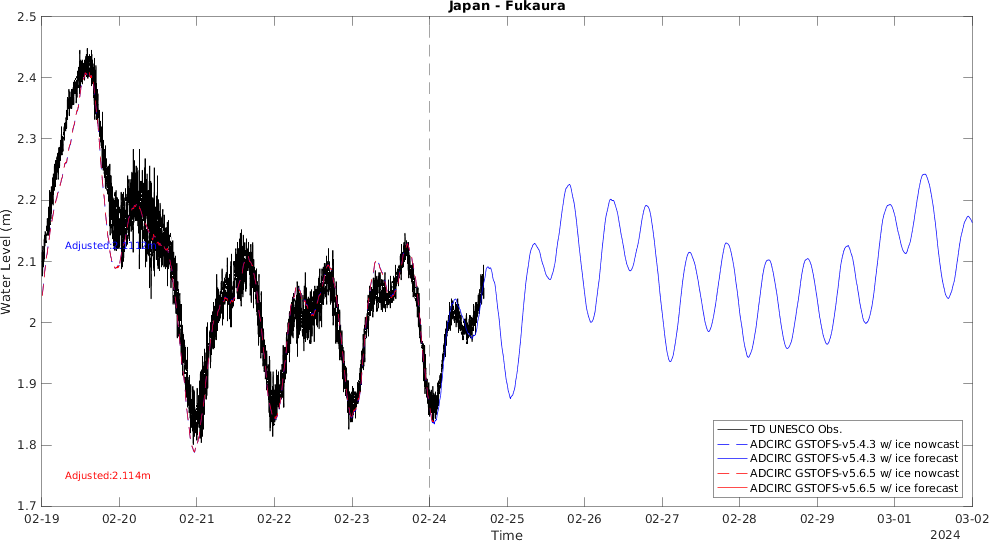 Japan - Fukaura
2.5
2.4
2.3
2.2
2.1
2
1.9
1.8
1.7
Water Level (m)
Adjusted:2.114m
02-19
02-20
02-21
02-22
02-23
02-24
02-25
02-26
02-27
02-28
02-29
03-01
03-02
Time
2024
TD UNESCO Obs.
ADCIRC GSTOFS-v5.4.3 w/ ice nowcast
ADCIRC GSTOFS-v5.4.3 w/ ice forecast
ADCIRC GSTOFS-v5.6.5 w/ ice nowcast
ADCIRC GSTOFS-v5.6.5 w/ ice forecast